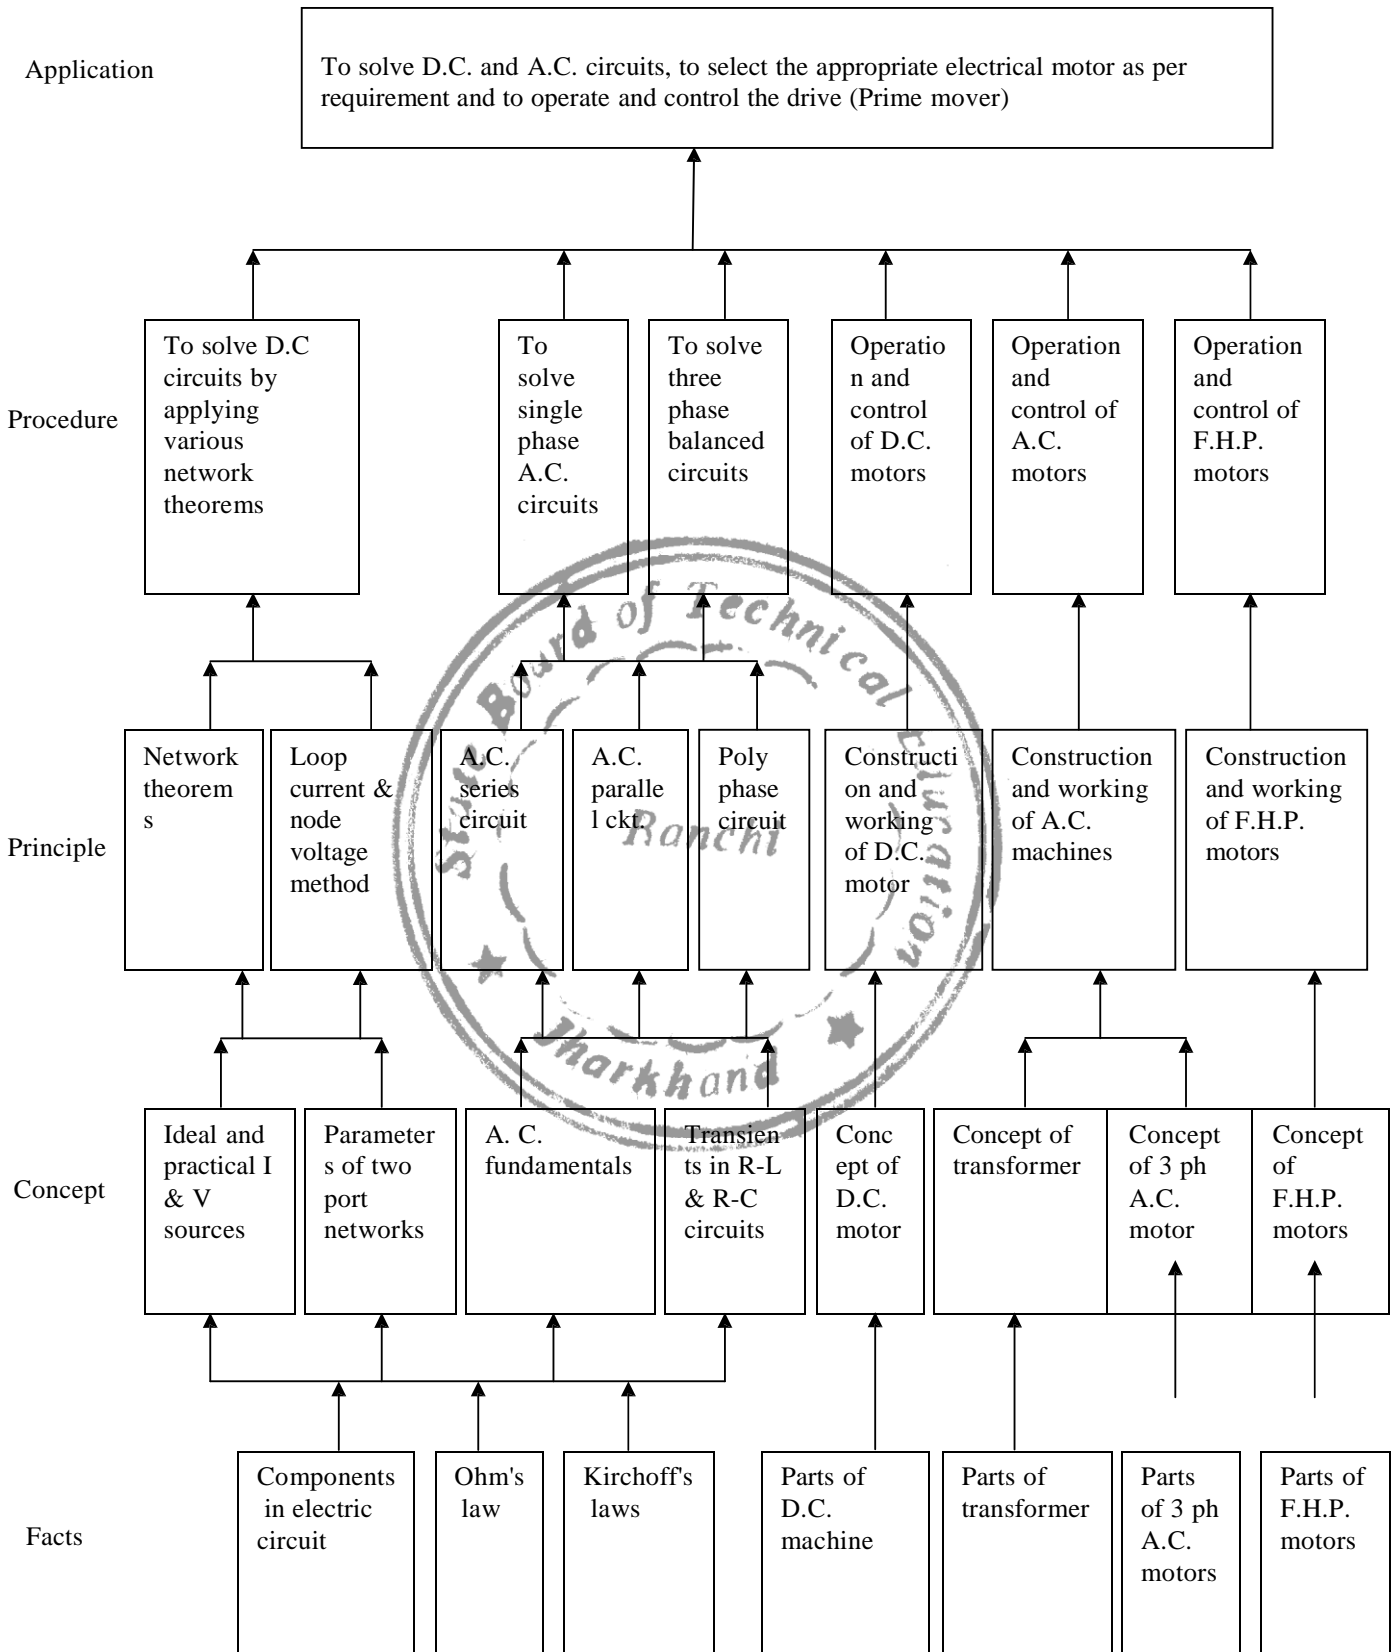 Application
To solve D.C. and A.C. circuits, to select the appropriate electrical motor as per
requirement and to operate and control the drive (Prime mover)
Procedure
To solve D.C
circuits by
applying
various
network
theorems
To
solve
single
phase
A.C.
circuits
To solve
three
phase
balanced
circuits
Operatio
n and
control
of D.C.
motors
Operation
and
control of
A.C.
motors
Operation
and
control of
F.H.P.
motors
Principle
Network
theorem
s
Loop
current &
node
voltage
method
A.C.
series
circuit
A.C.
paralle
l ckt.
Poly
phase
circuit
Constructi
on and
working
of D.C.
motor
Construction
and working
of A.C.
machines
Construction
and working
of F.H.P.
motors
Concept
Ideal and
practical I
& V
sources
Parameter
s of two
port
networks
A. C.
fundamentals
Transien
ts in R-L
& R-C
circuits
Conc
ept of
D.C.
motor
Concept of
transformer
Concept
of 3 ph
A.C.
motor
Concept
of
F.H.P.
motors
Facts
Components
in electric
circuit
Ohm's
law
Kirchoff's
laws
Parts of
D.C.
machine
Parts of
transformer
Parts
of 3 ph
A.C.
motors
Parts of
F.H.P.
motors
State Board of Technical Education
Ranchi
Jharkhand